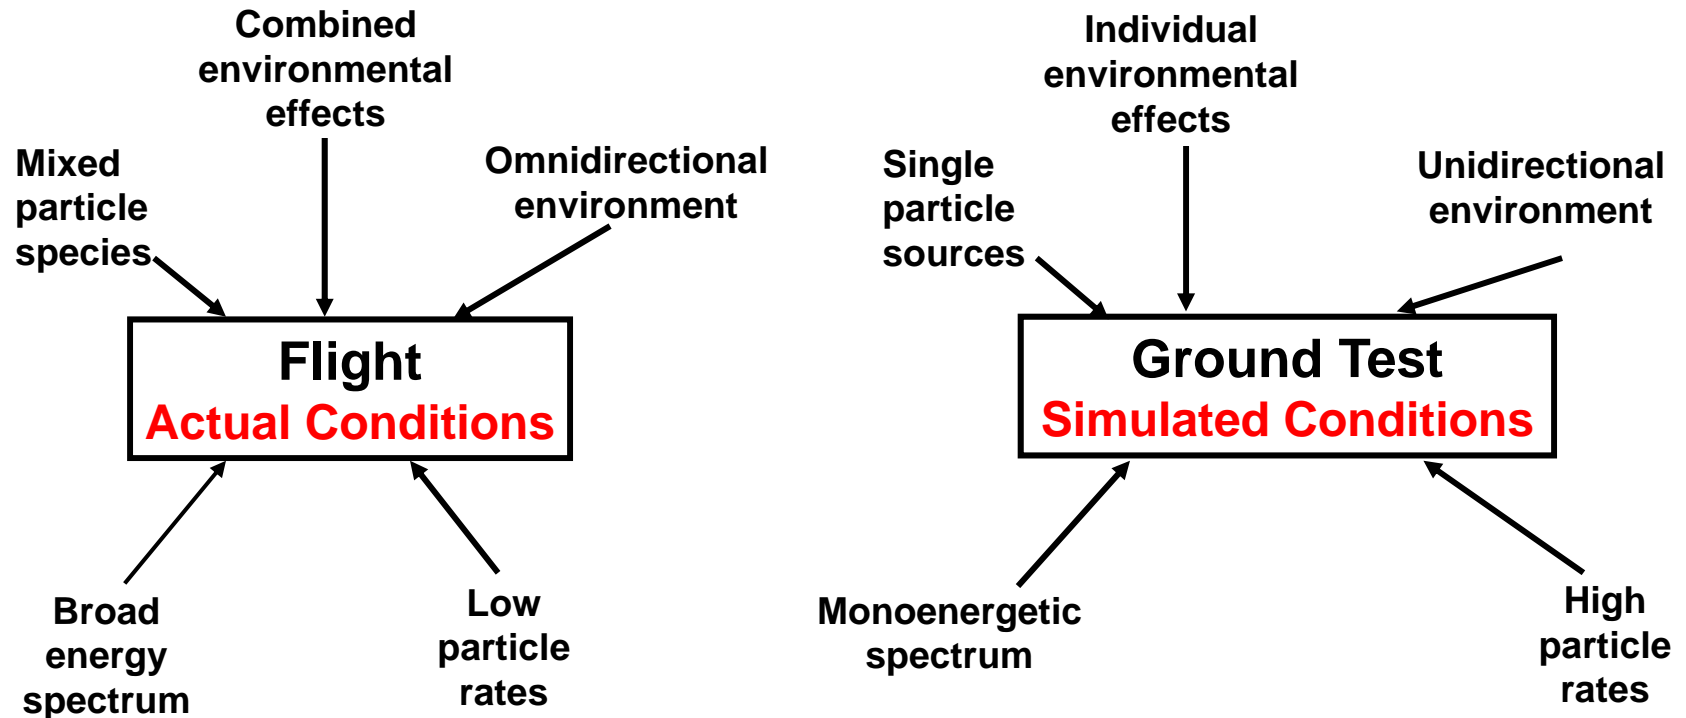 Combined
environmental
effects
Mixed
particle
species
Omnidirectional
environment
Flight
Actual Conditions
Broad
energy
spectrum
Low
particle
rates
Individual
environmental
effects
Single
particle
sources
Unidirectional
environment
Ground Test
Simulated Conditions
Monoenergetic
spectrum
High
particle
rates